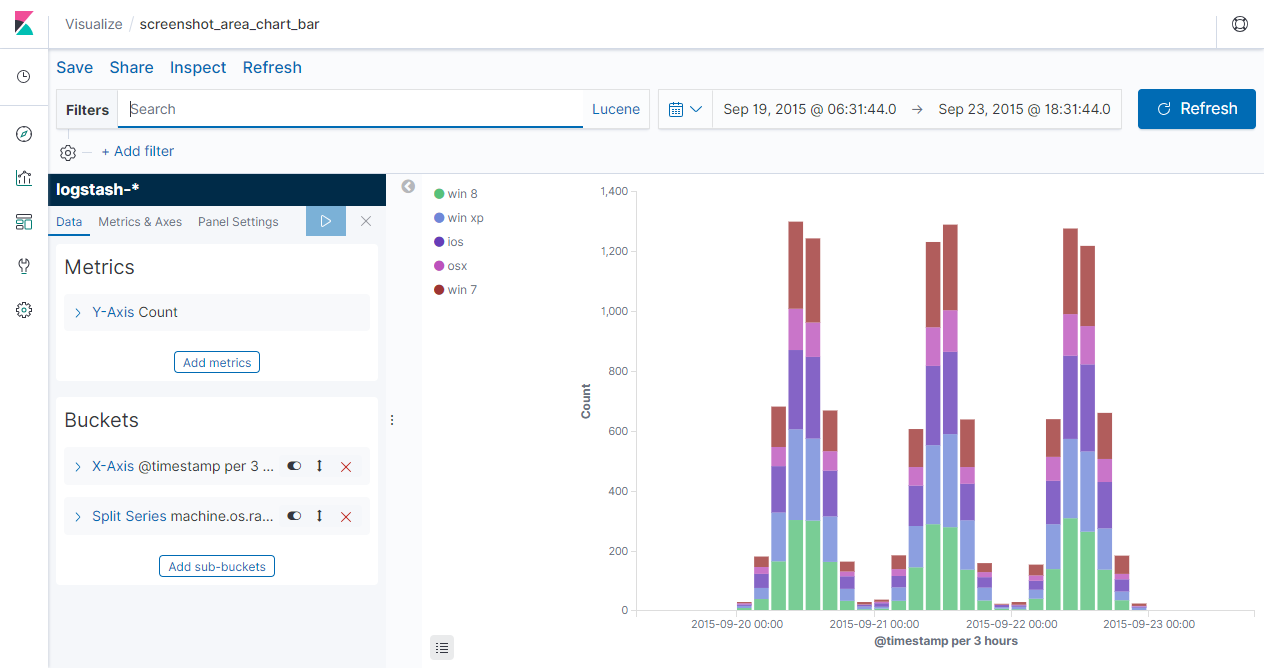 Visualize / screenshot_area_chart_bar
Save Share Inspect Refresh
Filters Search Lucene Sep 19, 2015 @ 06:31:44.0 → Sep 23, 2015 @ 18:31:44.0 Refresh
+ Add filter
logstash-*
Data Metrics & Axes Panel Settings
Metrics
Y-Axis Count
Add metrics
Buckets
X-Axis @timestamp per 3 ...
Split Series machine.os.ra...
Add sub-buckets
win 8
win xp
ios
osx
win 7
Count
1,400
1,200
1,000
800
600
400
200
0
2015-09-20 00:00 2015-09-21 00:00 2015-09-22 00:00 2015-09-23 00:00
@timestamp per 3 hours